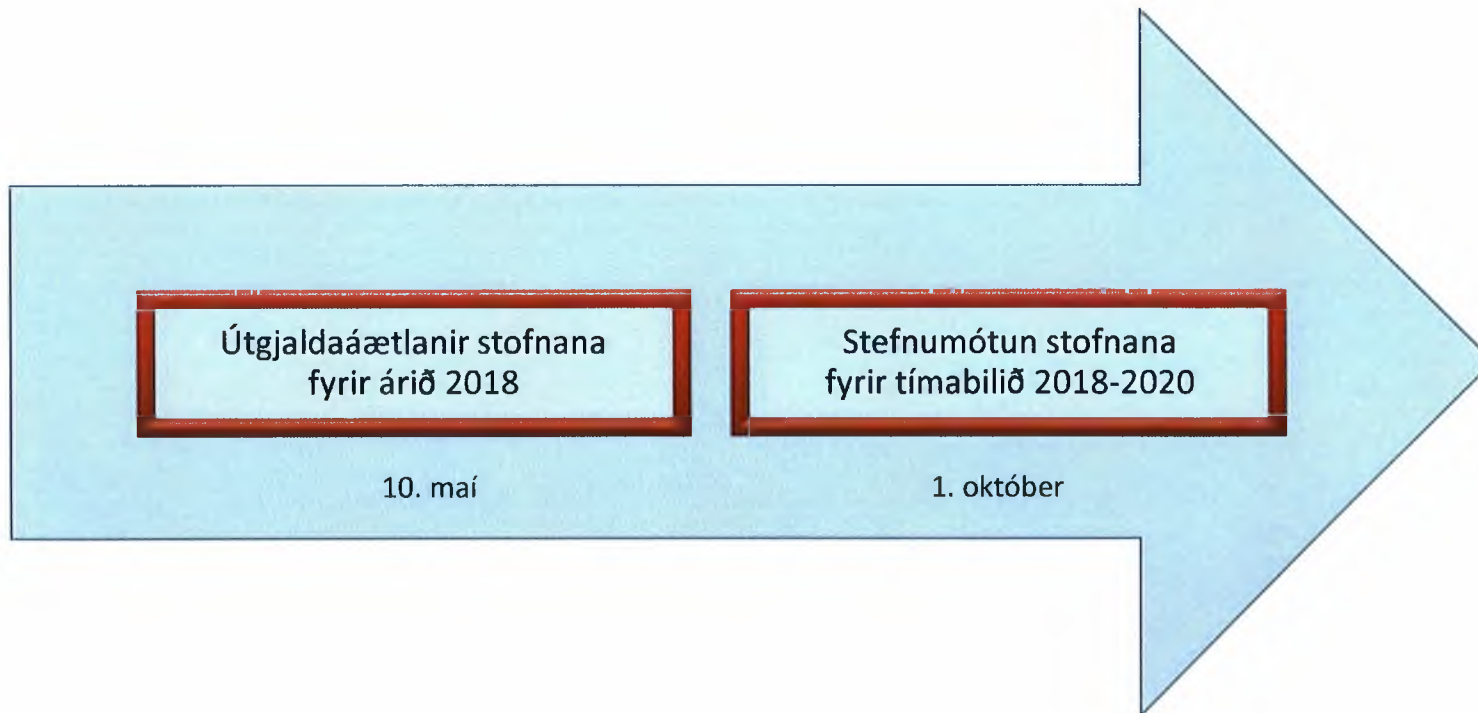 Útgjaldaáætlanir stofnana
fyrir árið 2018
10. maí
Stefnumótun stofnana
fyrir tímabilið 2018-2020
1. október